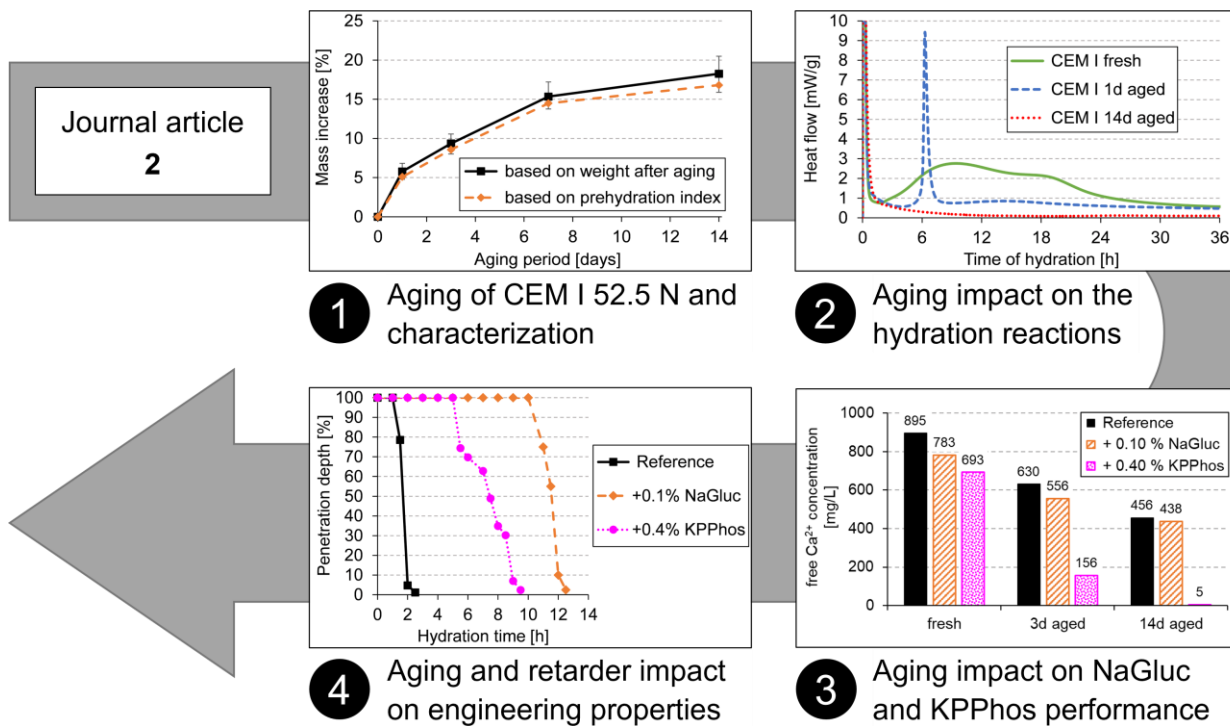 Journal article
2
Mass increase [%]
25
20
15
10
5
0
based on weight after aging
based on prehydration index
0 2 4 6 8 10 12 14
Aging period [days]
1
Aging of CEM I 52.5 N and
characterization
Heat flow [mW/g]
10
9
8
7
6
5
4
3
2
1
0
CEM I fresh
CEM I 1d aged
CEM I 14d aged
0 6 12 18 24 30 36
Time of hydration [h]
2
Aging impact on the
hydration reactions
free Ca²⁺ concentration
[mg/L]
1000
800
600
400
200
0
Reference
+ 0.10 % NaGluc
+ 0.40 % KPPhos
895
783
693
630
556
156
456
438
5
fresh 3d aged 14d aged
3
Aging impact on NaGluc
and KPPhos performance
Penetration depth [%]
100
90
80
70
60
50
40
30
20
10
0
Reference
+0.1% NaGluc
+0.4% KPPhos
0 2 4 6 8 10 12 14
Hydration time [h]
4
Aging and retarder impact
on engineering properties